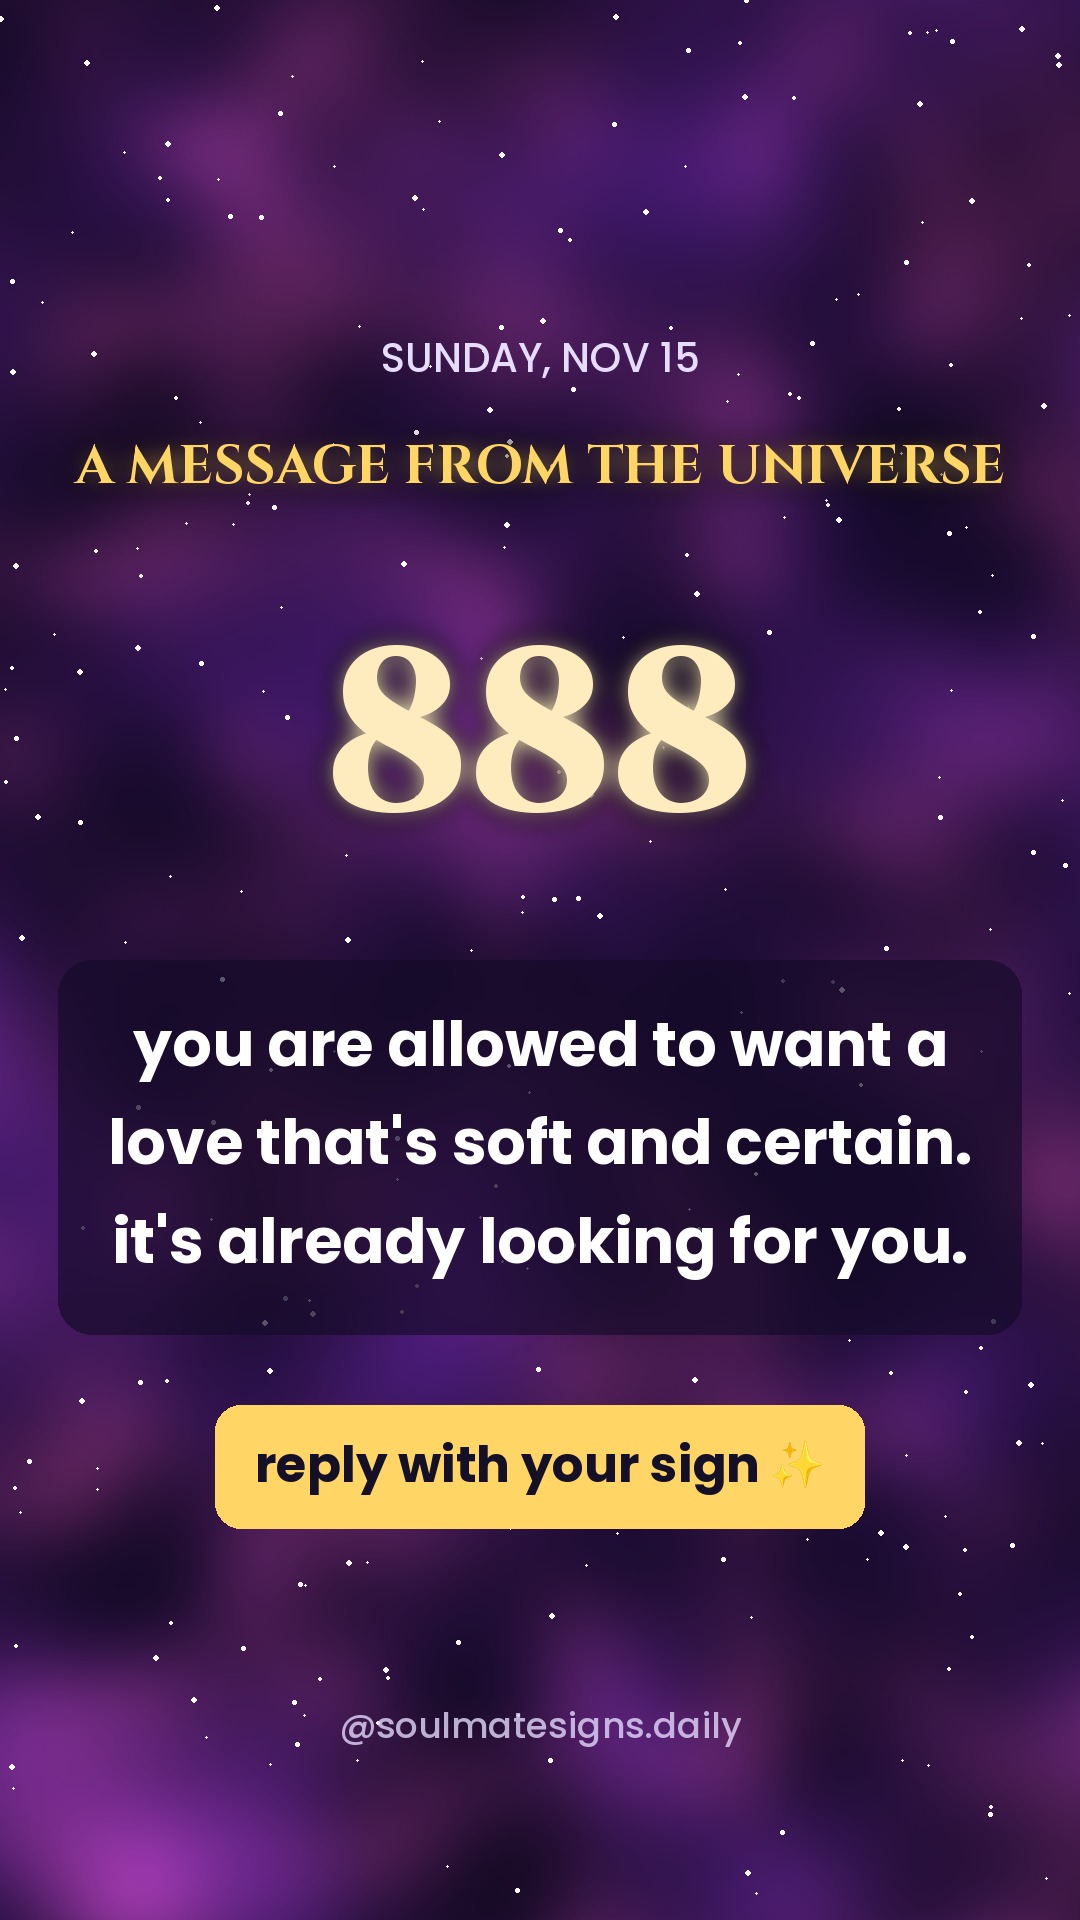 SUNDAY, NOV 15
A MESSAGE FROM THE UNIVERSE
888
you are allowed to want a
love that's soft and certain.
it's already looking for you.
reply with your sign ✨
@soulmatesigns.daily